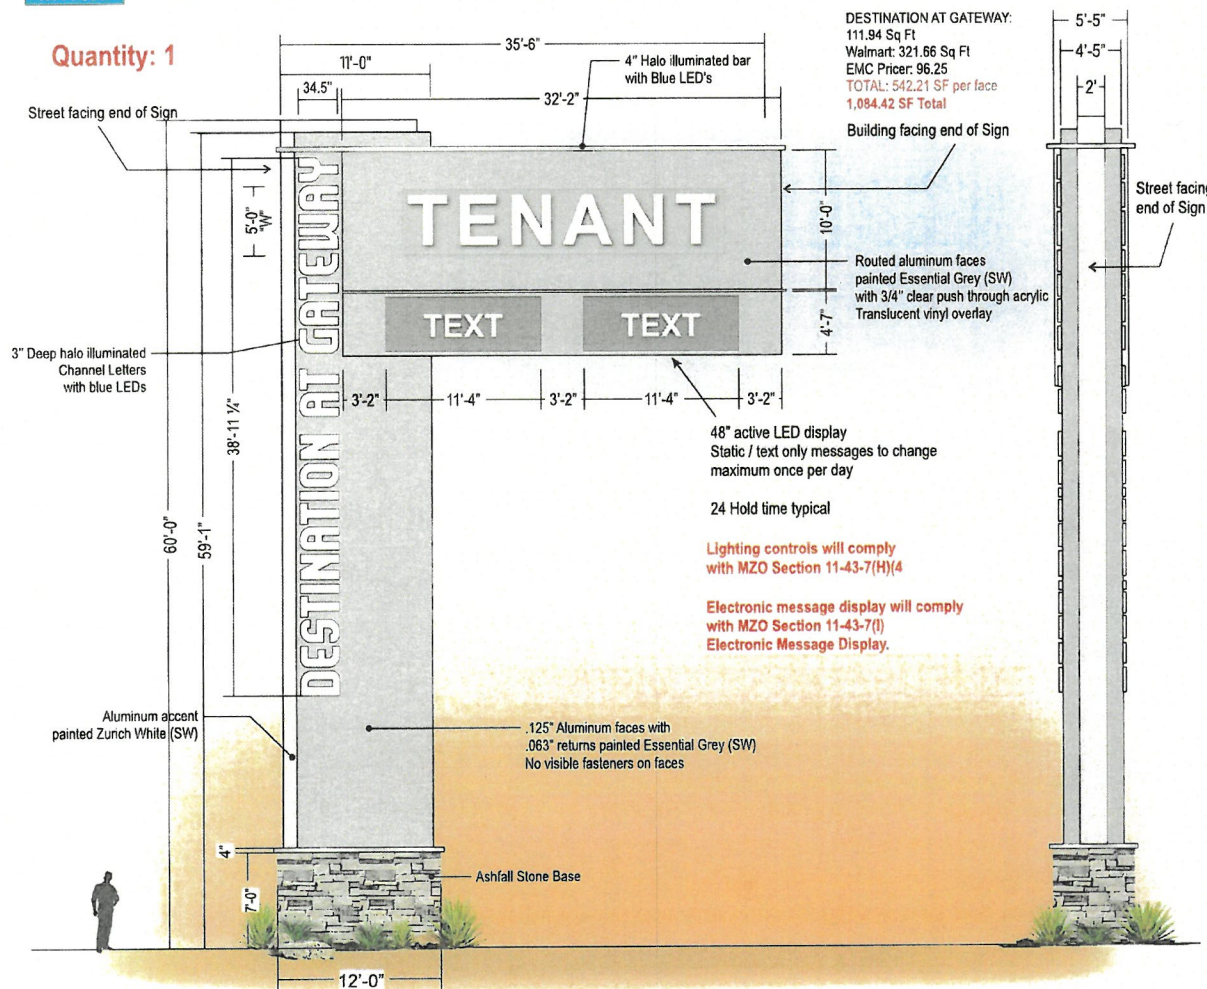 Quantity: 1
DESTINATION AT GATEWAY:
111.94 Sq Ft
Walmart: 321.66 Sq Ft
EMC Pricer: 96.25
TOTAL: 542.21 SF per face
1,084.42 SF Total
35'-6"
11'-0"
34.5"
32'-2"
4" Halo illuminated bar
with Blue LED's
5'-5"
4'-5"
2'
Street facing end of Sign
Building facing end of Sign
Street facing
end of Sign
5'-0"
"W"
TENANT
10'-0"
Routed aluminum faces
painted Essential Grey (SW)
with 3/4" clear push through acrylic
Translucent vinyl overlay
TEXT
TEXT
4'-7"
3" Deep halo illuminated
Channel Letters
with blue LEDs
3'-2"
11'-4"
3'-2"
11'-4"
3'-2"
DESTINATION AT GATEWAY
38'-11 1/4"
60'-0"
59'-1"
48" active LED display
Static / text only messages to change
maximum once per day
24 Hold time typical
Lighting controls will comply
with MZO Section 11-43-7(H)(4
Electronic message display will comply
with MZO Section 11-43-7(I)
Electronic Message Display.
Aluminum accent
painted Zurich White (SW)
.125" Aluminum faces with
.063" returns painted Essential Grey (SW)
No visible fasteners on faces
4"
7'-0"
Ashfall Stone Base
12'-0"